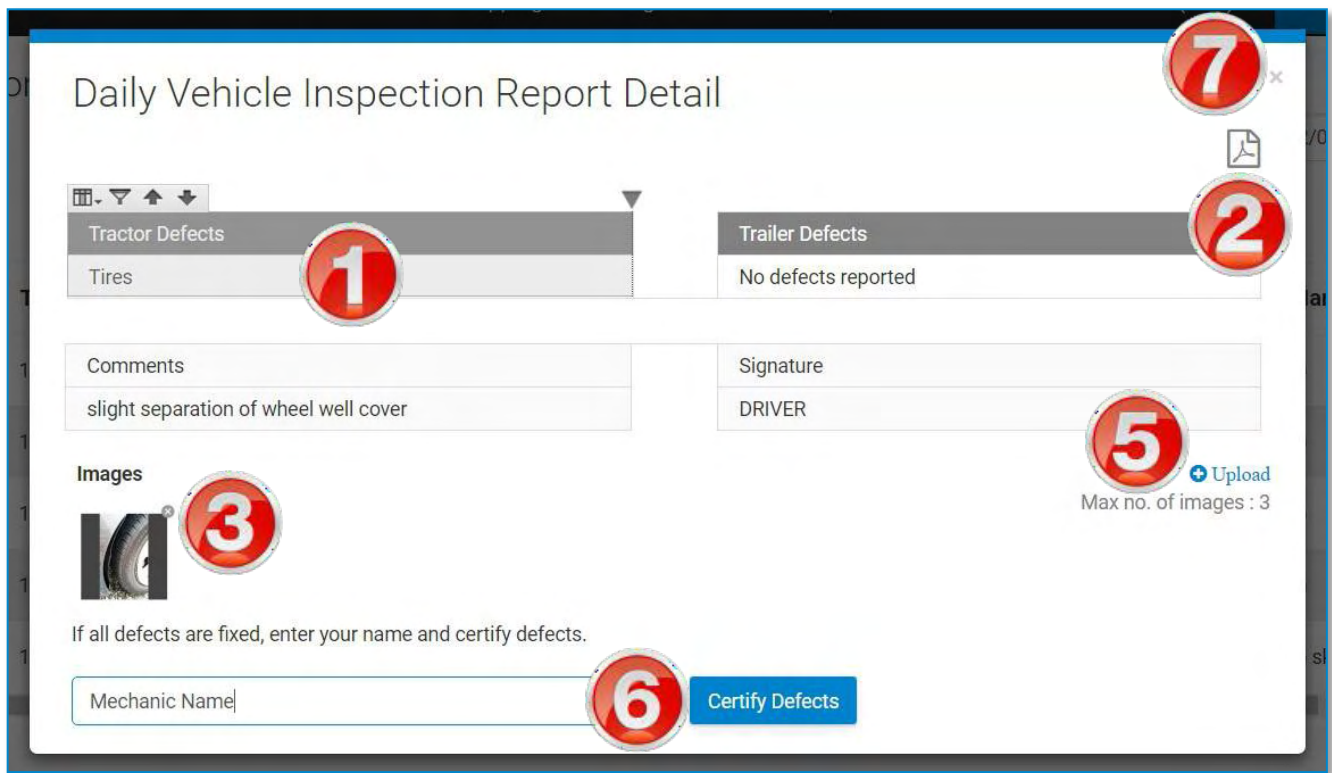 7
Daily Vehicle Inspection Report Detail
×
2
Tractor Defects
Trailer Defects
1
Tires
No defects reported
Comments
Signature
slight separation of wheel well cover
DRIVER
5
Images
Upload
3
Max no. of images : 3
If all defects are fixed, enter your name and certify defects.
Mechanic Name
6
Certify Defects